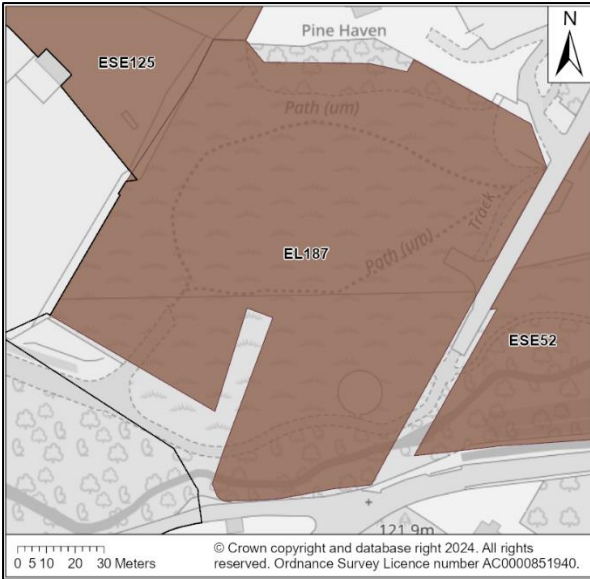 Pine Haven
N
ESE125
Path (um)
EL187
Track
Path (um)
ESE52
121.9m
0 5 10 20 30 Meters
© Crown copyright and database right 2024. All rights
reserved. Ordnance Survey Licence number AC0000851940.